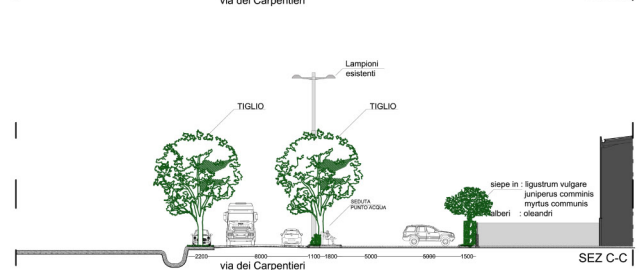 via dei Carpentieri
Lampioni
esistenti
TIGLIO
TIGLIO
siepe in : ligustrum vulgare
juniperus comminis
myrtus communis
alberi : oleandri
SEDUTA
PUNTO ACQUA
2200
8000
1100
1800
5000
5000
1500
SEZ C-C
via dei Carpentieri